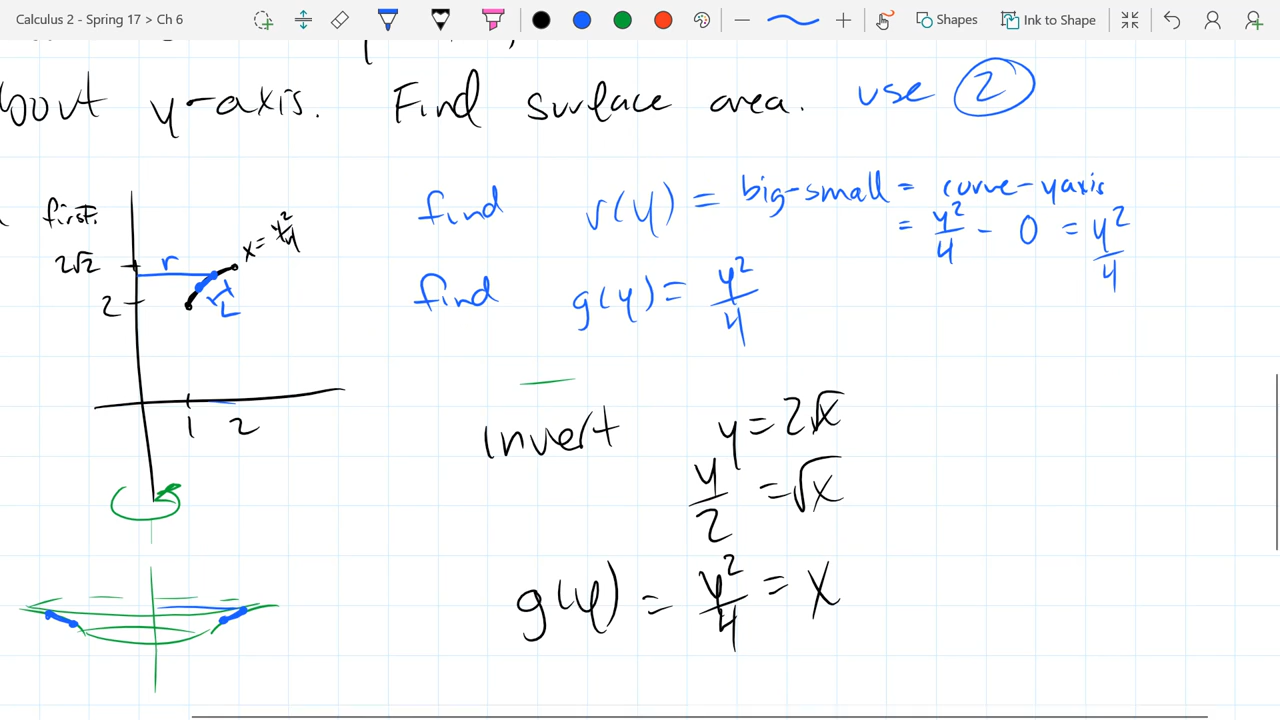 Calculus 2 - Spring 17 > Ch 6
Shapes
Ink to Shape
bout y-axis. Find surface area. use 2
first.
2√2
2
r
x = y²/4
L
1 2
find r(y) = big-small = curve-yaxis
= y²/4 - 0 = y²/4
find g(y) = y²/4
invert y = 2√x
y/2 = √x
g(y) = y²/4 = x